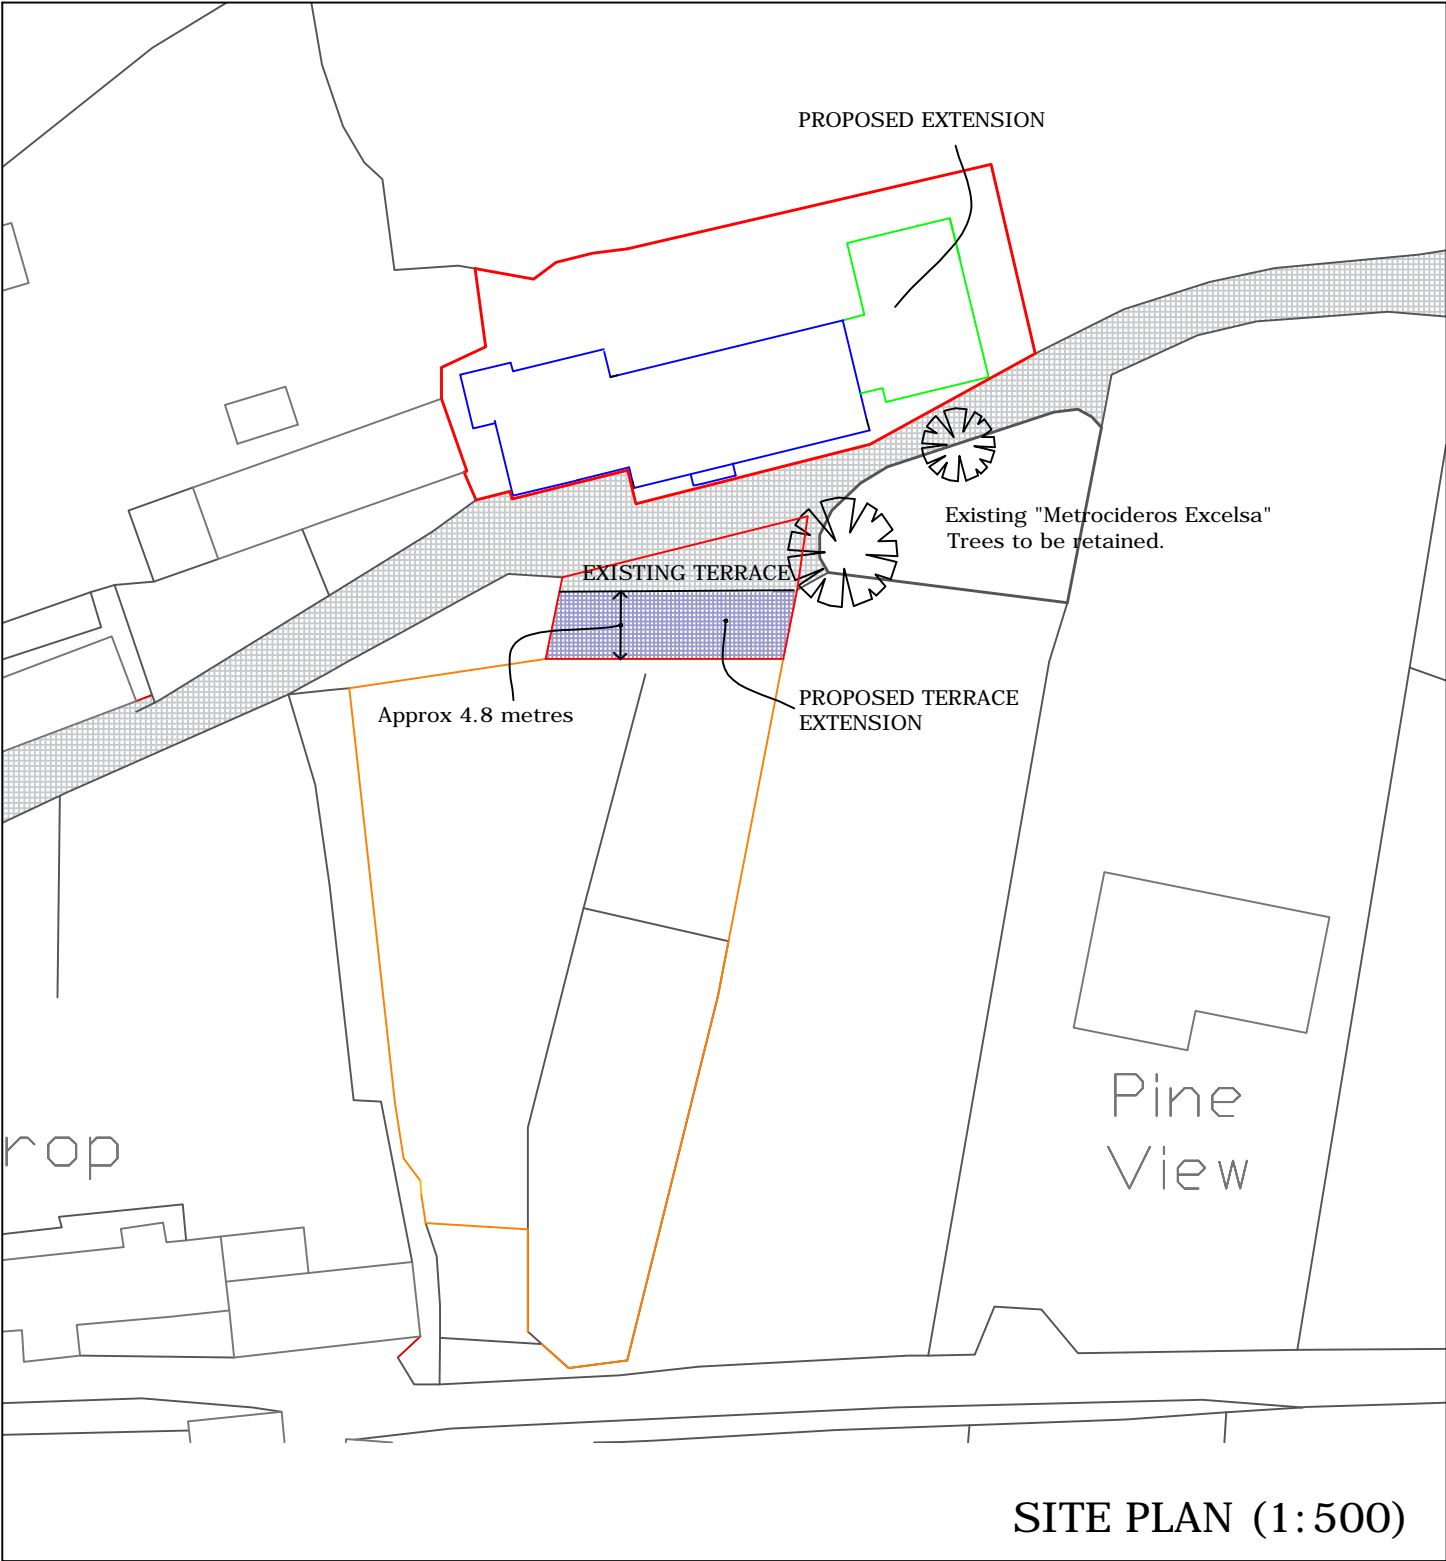 PROPOSED EXTENSION
Existing "Metrocideros Excelsa"
Trees to be retained.
EXISTING TERRACE
Approx 4.8 metres
PROPOSED TERRACE
EXTENSION
Pine
View
rop
SITE PLAN (1:500)